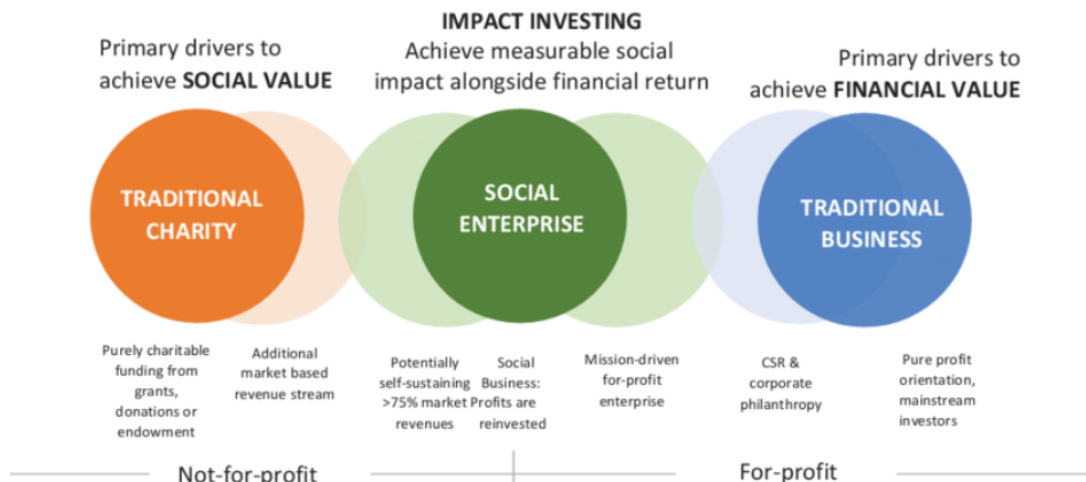 IMPACT INVESTING
Achieve measurable social
impact alongside financial return
Primary drivers to
achieve SOCIAL VALUE
Primary drivers to
achieve FINANCIAL VALUE
TRADITIONAL
CHARITY
SOCIAL
ENTERPRISE
TRADITIONAL
BUSINESS
Purely charitable
funding from
grants,
donations or
endowment
Additional
market based
revenue stream
Potentially
self-sustaining
>75% market
revenues
Social
Business:
Profits are
reinvested
Mission-driven
for-profit
enterprise
CSR &
corporate
philanthropy
Pure profit
orientation,
mainstream
investors
Not-for-profit
For-profit